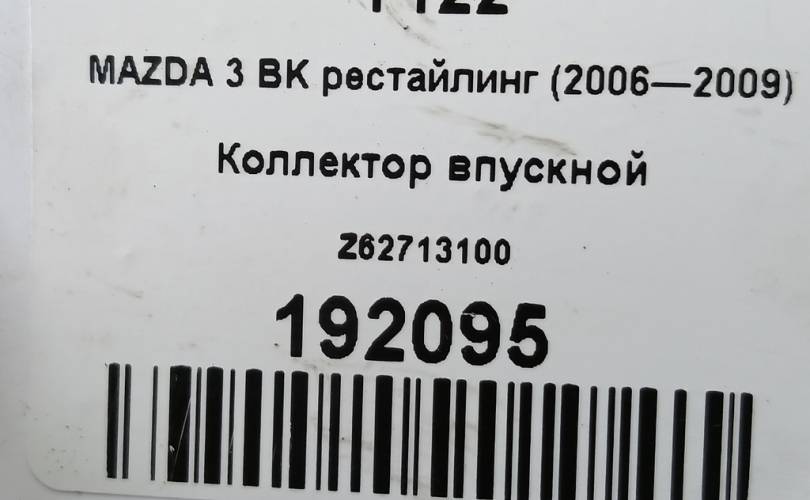 MAZDA 3 BK рестайлинг (2006—2009)
Коллектор впускной
Z62713100
192095